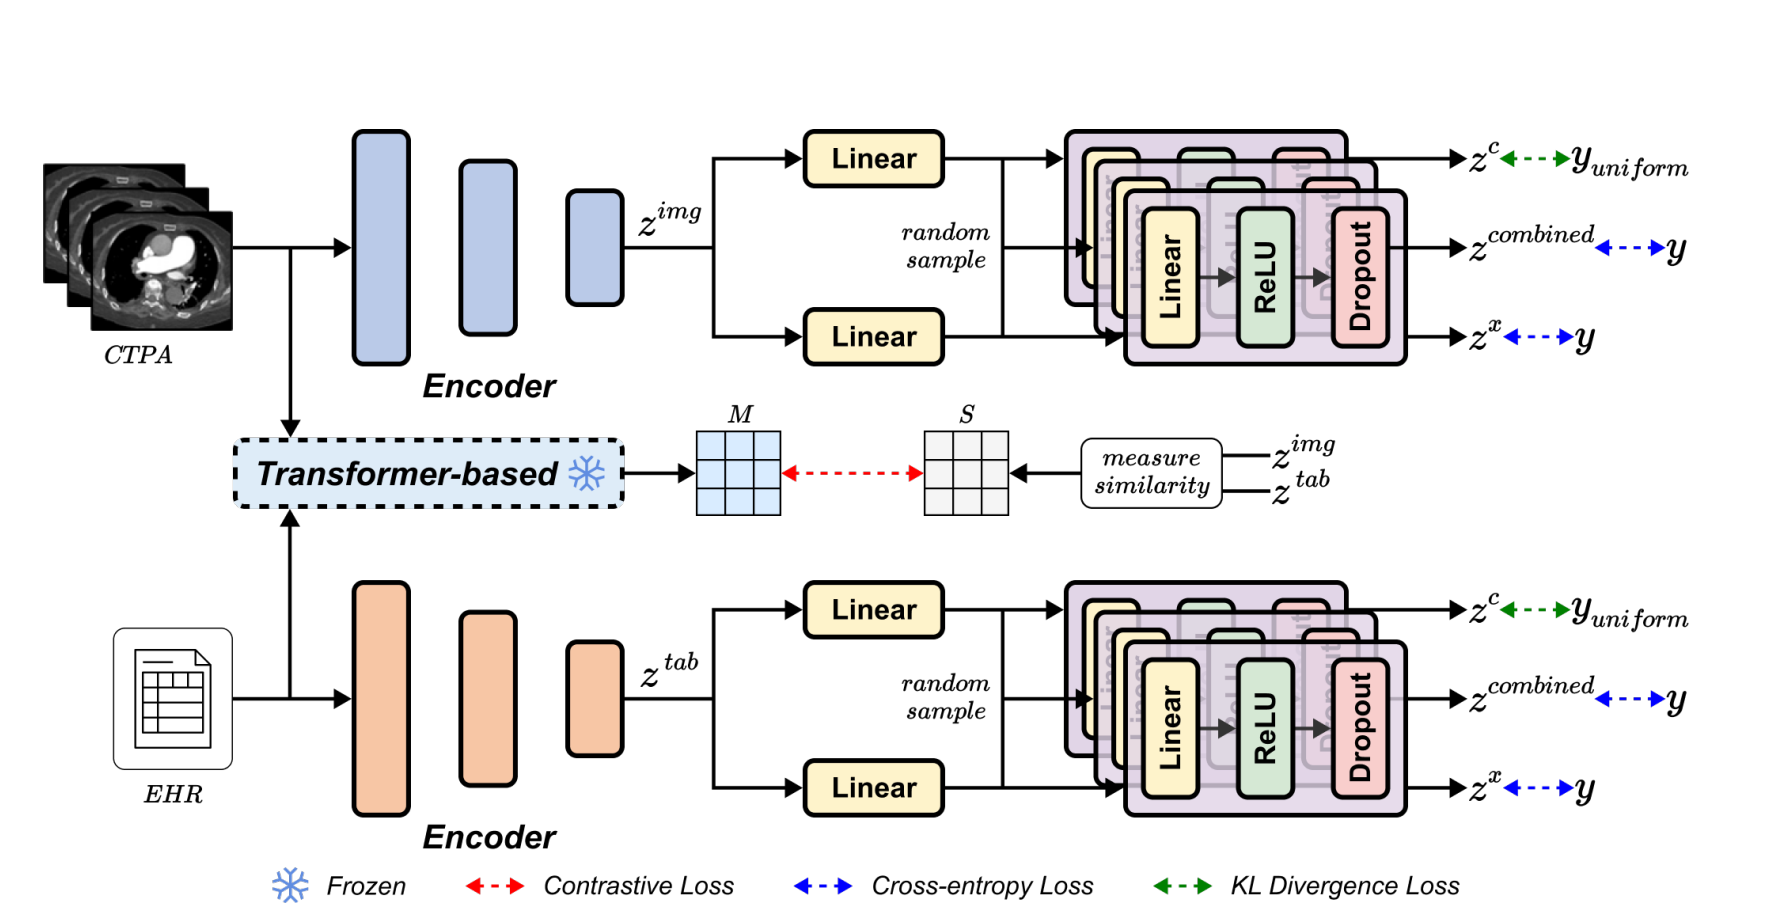 CTPA
Encoder
z^{img}
Linear
Linear
random
sample
Linear
ReLU
Dropout
z^{c}
y_{uniform}
z^{combined}
y
z^{x}
y
Transformer-based
M
S
measure
similarity
z^{img}
z^{tab}
EHR
Encoder
z^{tab}
Linear
Linear
random
sample
Linear
ReLU
Dropout
z^{c}
y_{uniform}
z^{combined}
y
z^{x}
y
Frozen
Contrastive Loss
Cross-entropy Loss
KL Divergence Loss